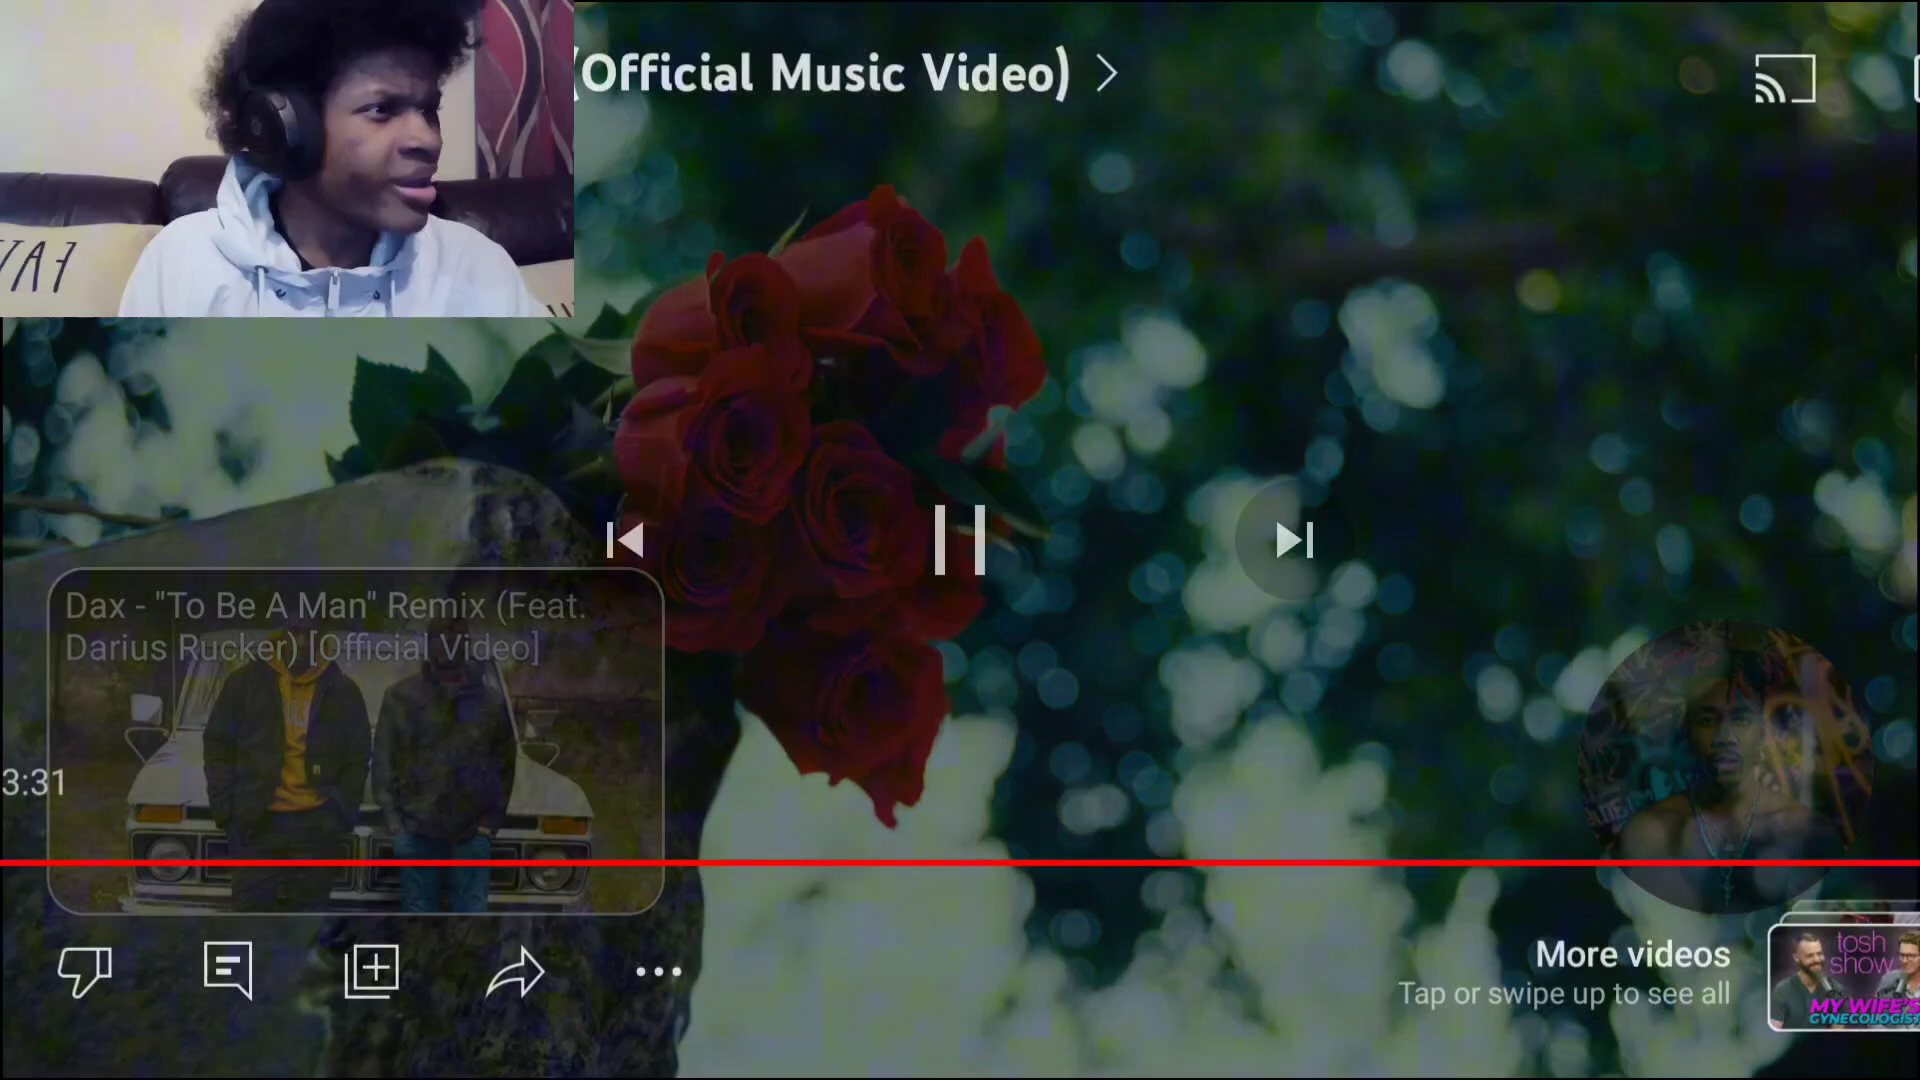 (Official Music Video)
Dax - "To Be A Man" Remix (Feat.
Darius Rucker) [Official Video]
3:31
More videos
Tap or swipe up to see all
tosh
show
MY WIFE'S
GYNECOLOGIST